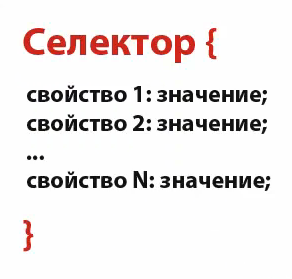 Селектор {
свойство 1: значение;
свойство 2: значение;
...
свойство N: значение;
}